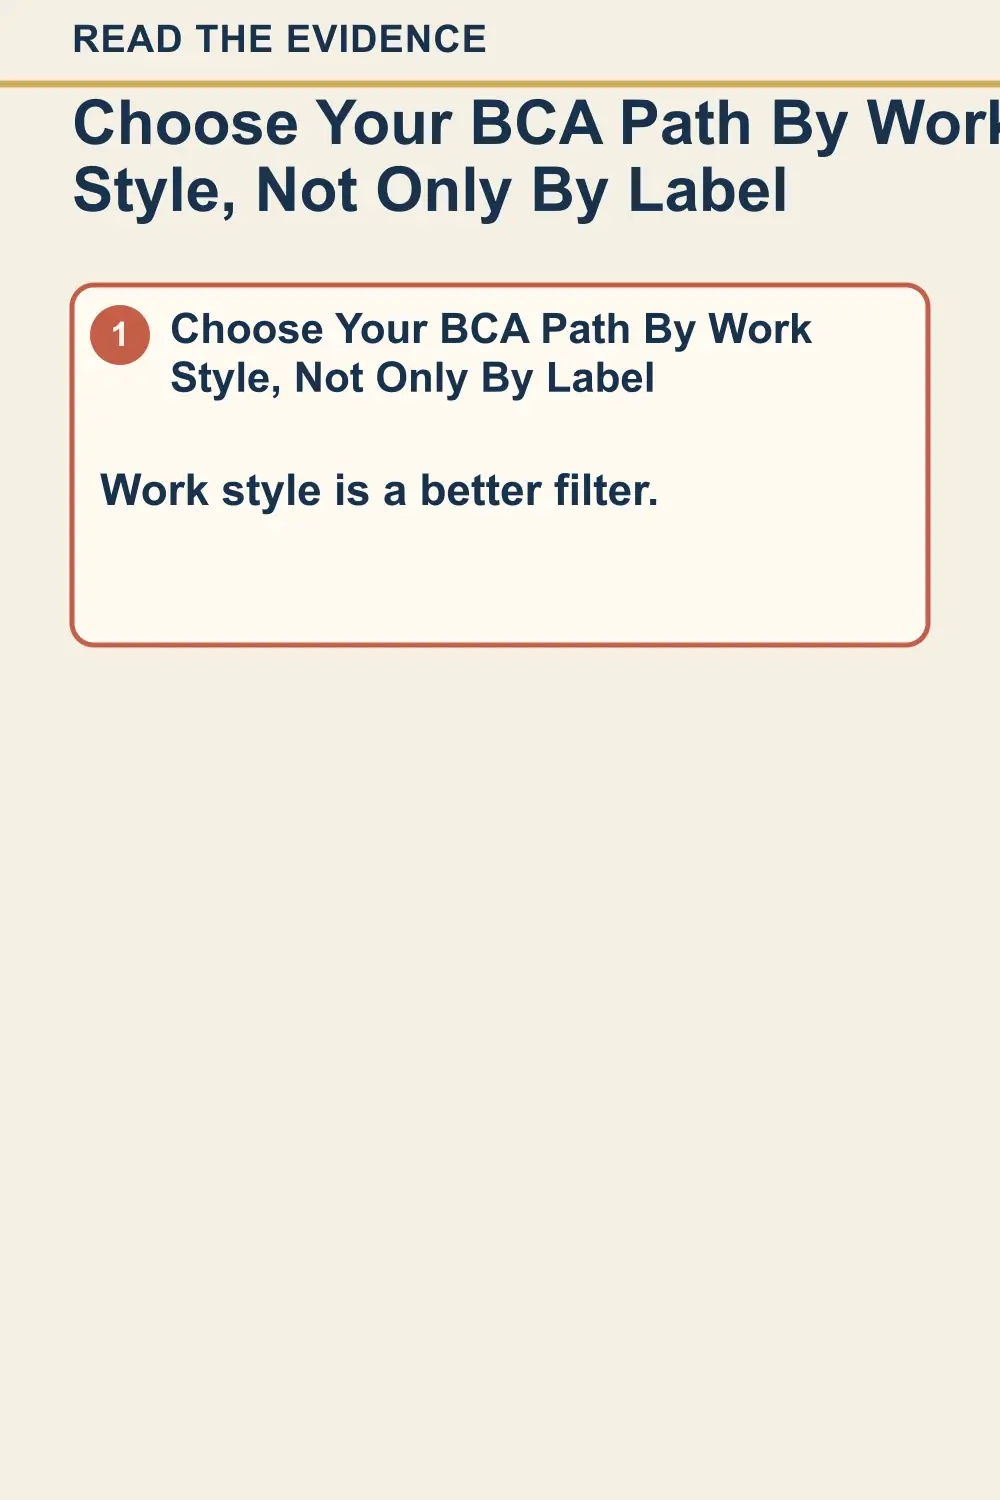 READ THE EVIDENCE
Choose Your BCA Path By Work
Style, Not Only By Label
1
Choose Your BCA Path By Work
Style, Not Only By Label
Work style is a better filter.